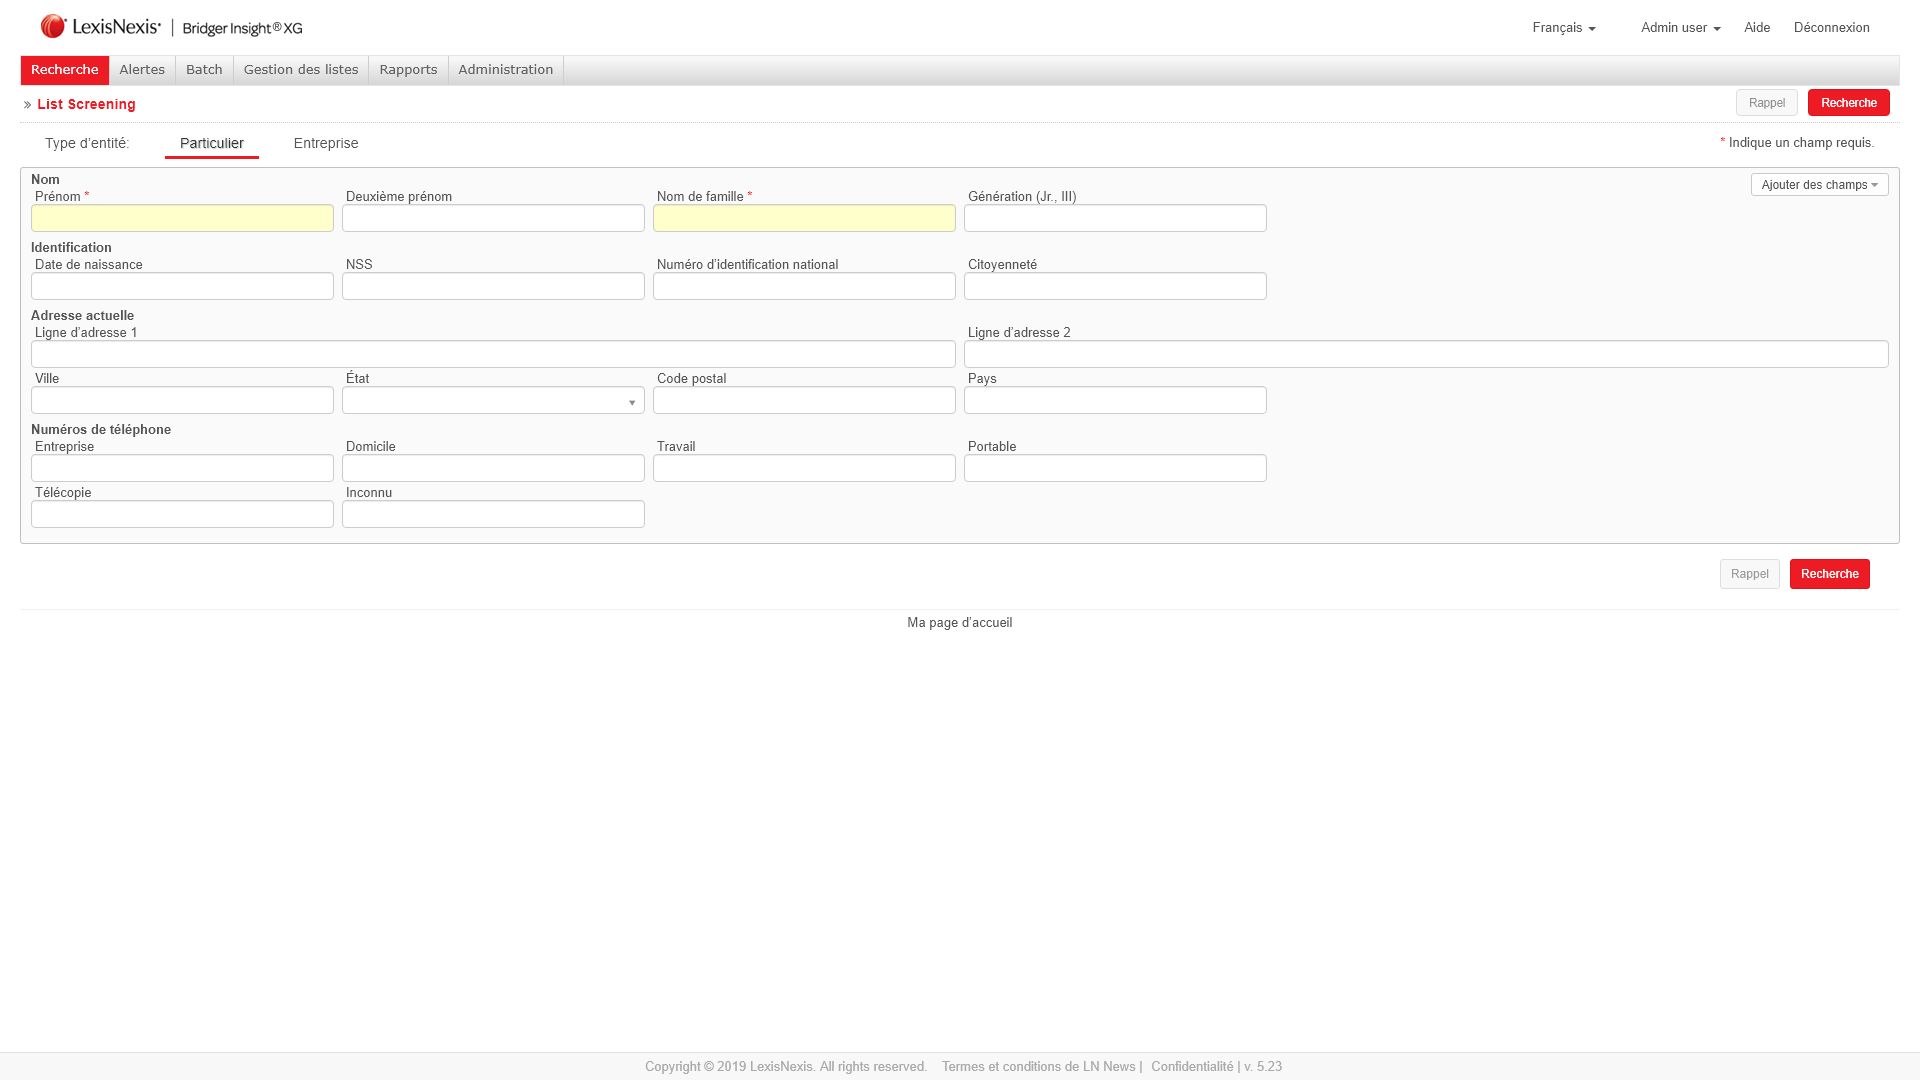 LexisNexis® | Bridger Insight® XG
Français Admin user Aide Déconnexion
Recherche Alertes Batch Gestion des listes Rapports Administration
» List Screening Rappel Recherche
Type d'entité: Particulier Entreprise * Indique un champ requis.
Nom Ajouter des champs
Prénom * Deuxième prénom Nom de famille * Génération (Jr., III)
Identification
Date de naissance NSS Numéro d'identification national Citoyenneté
Adresse actuelle
Ligne d'adresse 1 Ligne d'adresse 2
Ville État Code postal Pays
Numéros de téléphone
Entreprise Domicile Travail Portable
Télécopie Inconnu
Rappel Recherche
Ma page d'accueil
Copyright © 2019 LexisNexis. All rights reserved. Termes et conditions de LN News | Confidentialité | v. 5.23